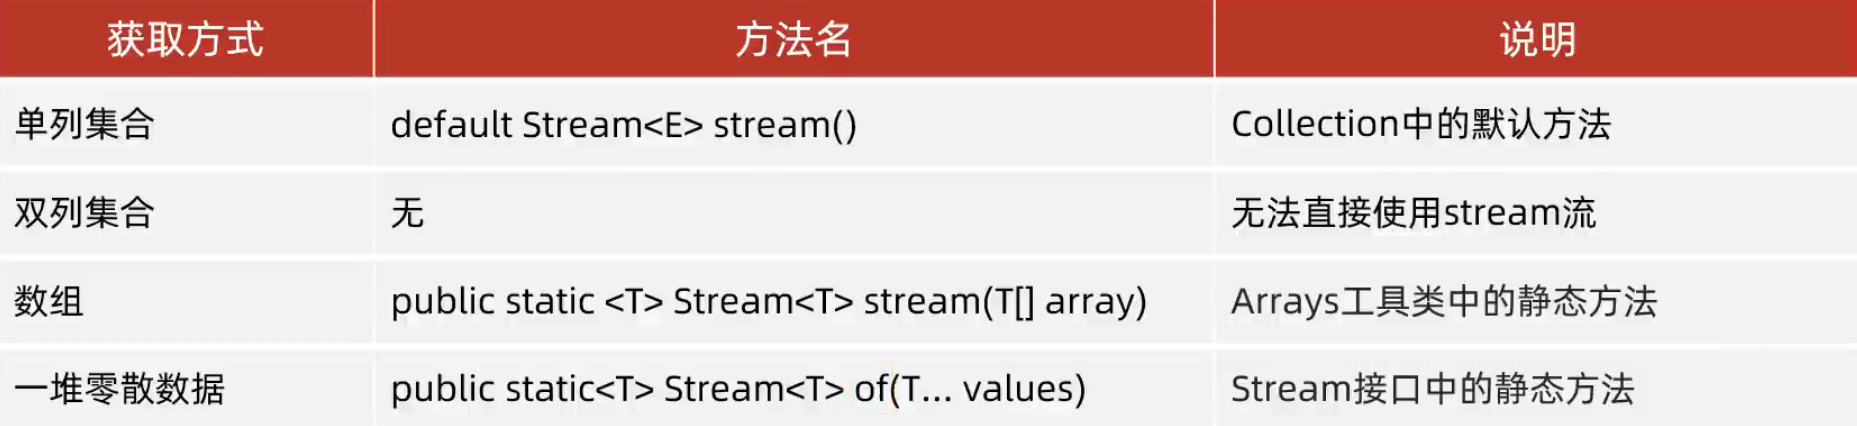 获取方式 方法名 说明
单列集合 default Stream<E> stream() Collection中的默认方法
双列集合 无 无法直接使用stream流
数组 public static <T> Stream<T> stream(T[] array) Arrays工具类中的静态方法
一堆零散数据 public static<T> Stream<T> of(T... values) Stream接口中的静态方法